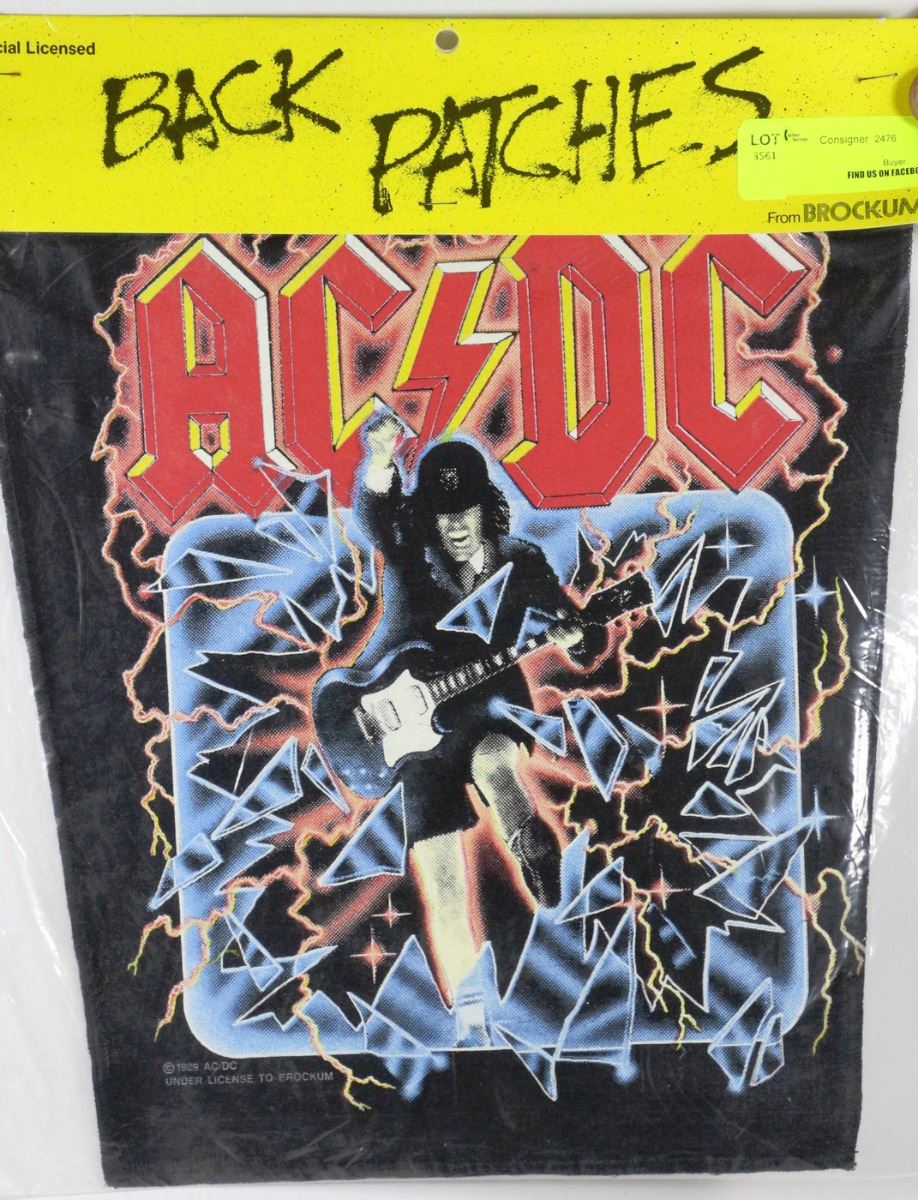 cial Licensed
BACK PATCHES
LOT
3561
Consigner 2476
Buyer:
FIND US ON FACEBO
From BROCKUM
AC DC
© 1989 AC/DC
UNDER LICENSE TO BROCKUM